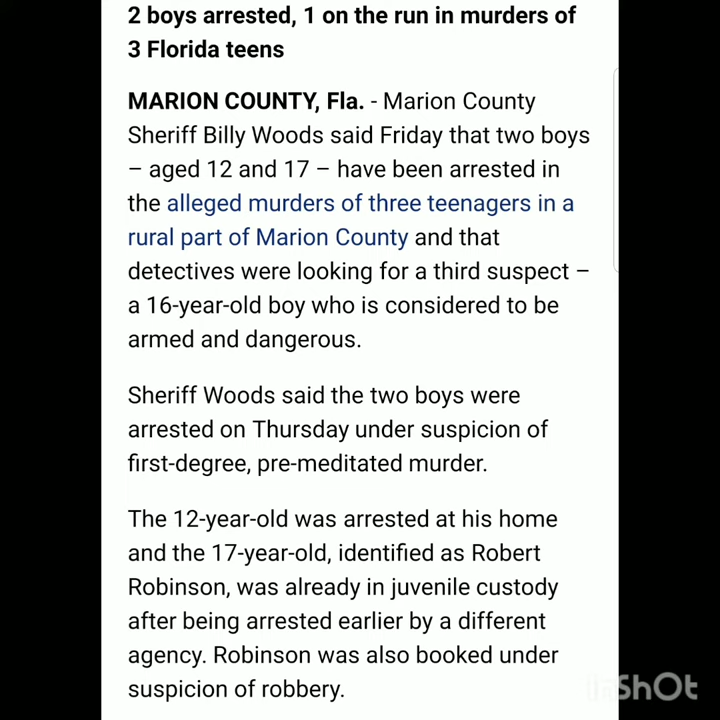 2 boys arrested, 1 on the run in murders of
3 Florida teens
MARION COUNTY, Fla. - Marion County
Sheriff Billy Woods said Friday that two boys
– aged 12 and 17 – have been arrested in
the alleged murders of three teenagers in a
rural part of Marion County and that
detectives were looking for a third suspect –
a 16-year-old boy who is considered to be
armed and dangerous.
Sheriff Woods said the two boys were
arrested on Thursday under suspicion of
first-degree, pre-meditated murder.
The 12-year-old was arrested at his home
and the 17-year-old, identified as Robert
Robinson, was already in juvenile custody
after being arrested earlier by a different
agency. Robinson was also booked under
suspicion of robbery.
InShOt